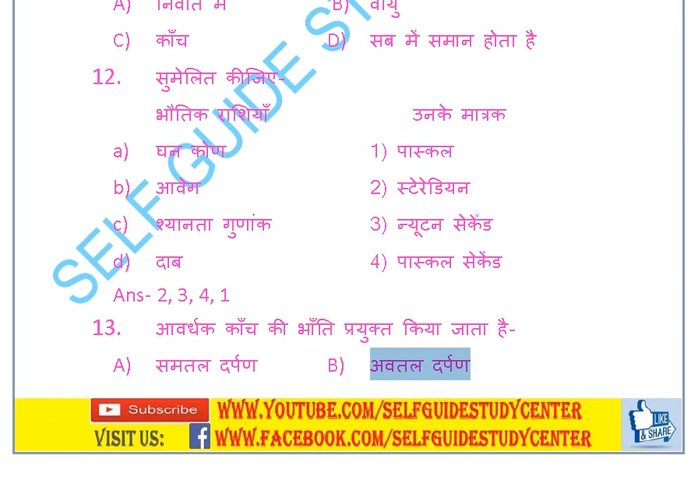 A) निर्वात में B) वायु
C) काँच D) सब में समान होता है
12. सुमेलित कीजिए-
भौतिक राशियाँ उनके मात्रक
a) घन कोण 1) पास्कल
b) आवेग 2) स्टेरेडियन
c) श्यानता गुणांक 3) न्यूटन सेकेंड
d) दाब 4) पास्कल सेकेंड
Ans- 2, 3, 4, 1
13. आवर्धक काँच की भाँति प्रयुक्त किया जाता है-
A) समतल दर्पण B) अवतल दर्पण
SELF GUIDE
Subscribe WWW.YOUTUBE.COM/SELFGUIDESTUDYCENTER
VISIT US: f WWW.FACEBOOK.COM/SELFGUIDESTUDYCENTER
LIKE
& SHARE